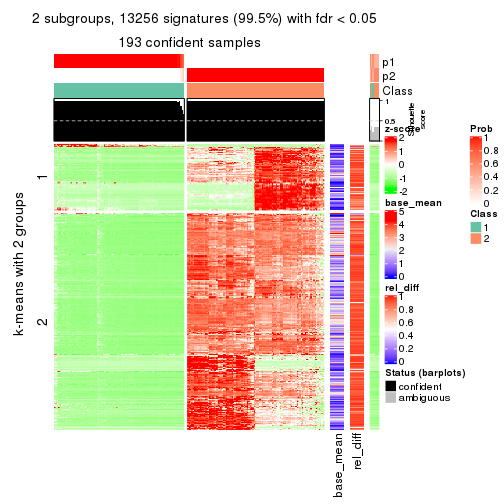 2 subgroups, 13256 signatures (99.5%) with fdr < 0.05
193 confident samples
p1
p2
Class
1
0.5
0
Silhouette
score
k-means with 2 groups
1
2
base_mean
rel_diff
z-score
2
1
0
-1
-2
base_mean
5
4
3
2
1
0
rel_diff
1
0.8
0.6
0.4
0.2
0
Status (barplots)
confident
ambiguous
Prob
1
0.8
0.6
0.4
0.2
0
Class
1
2